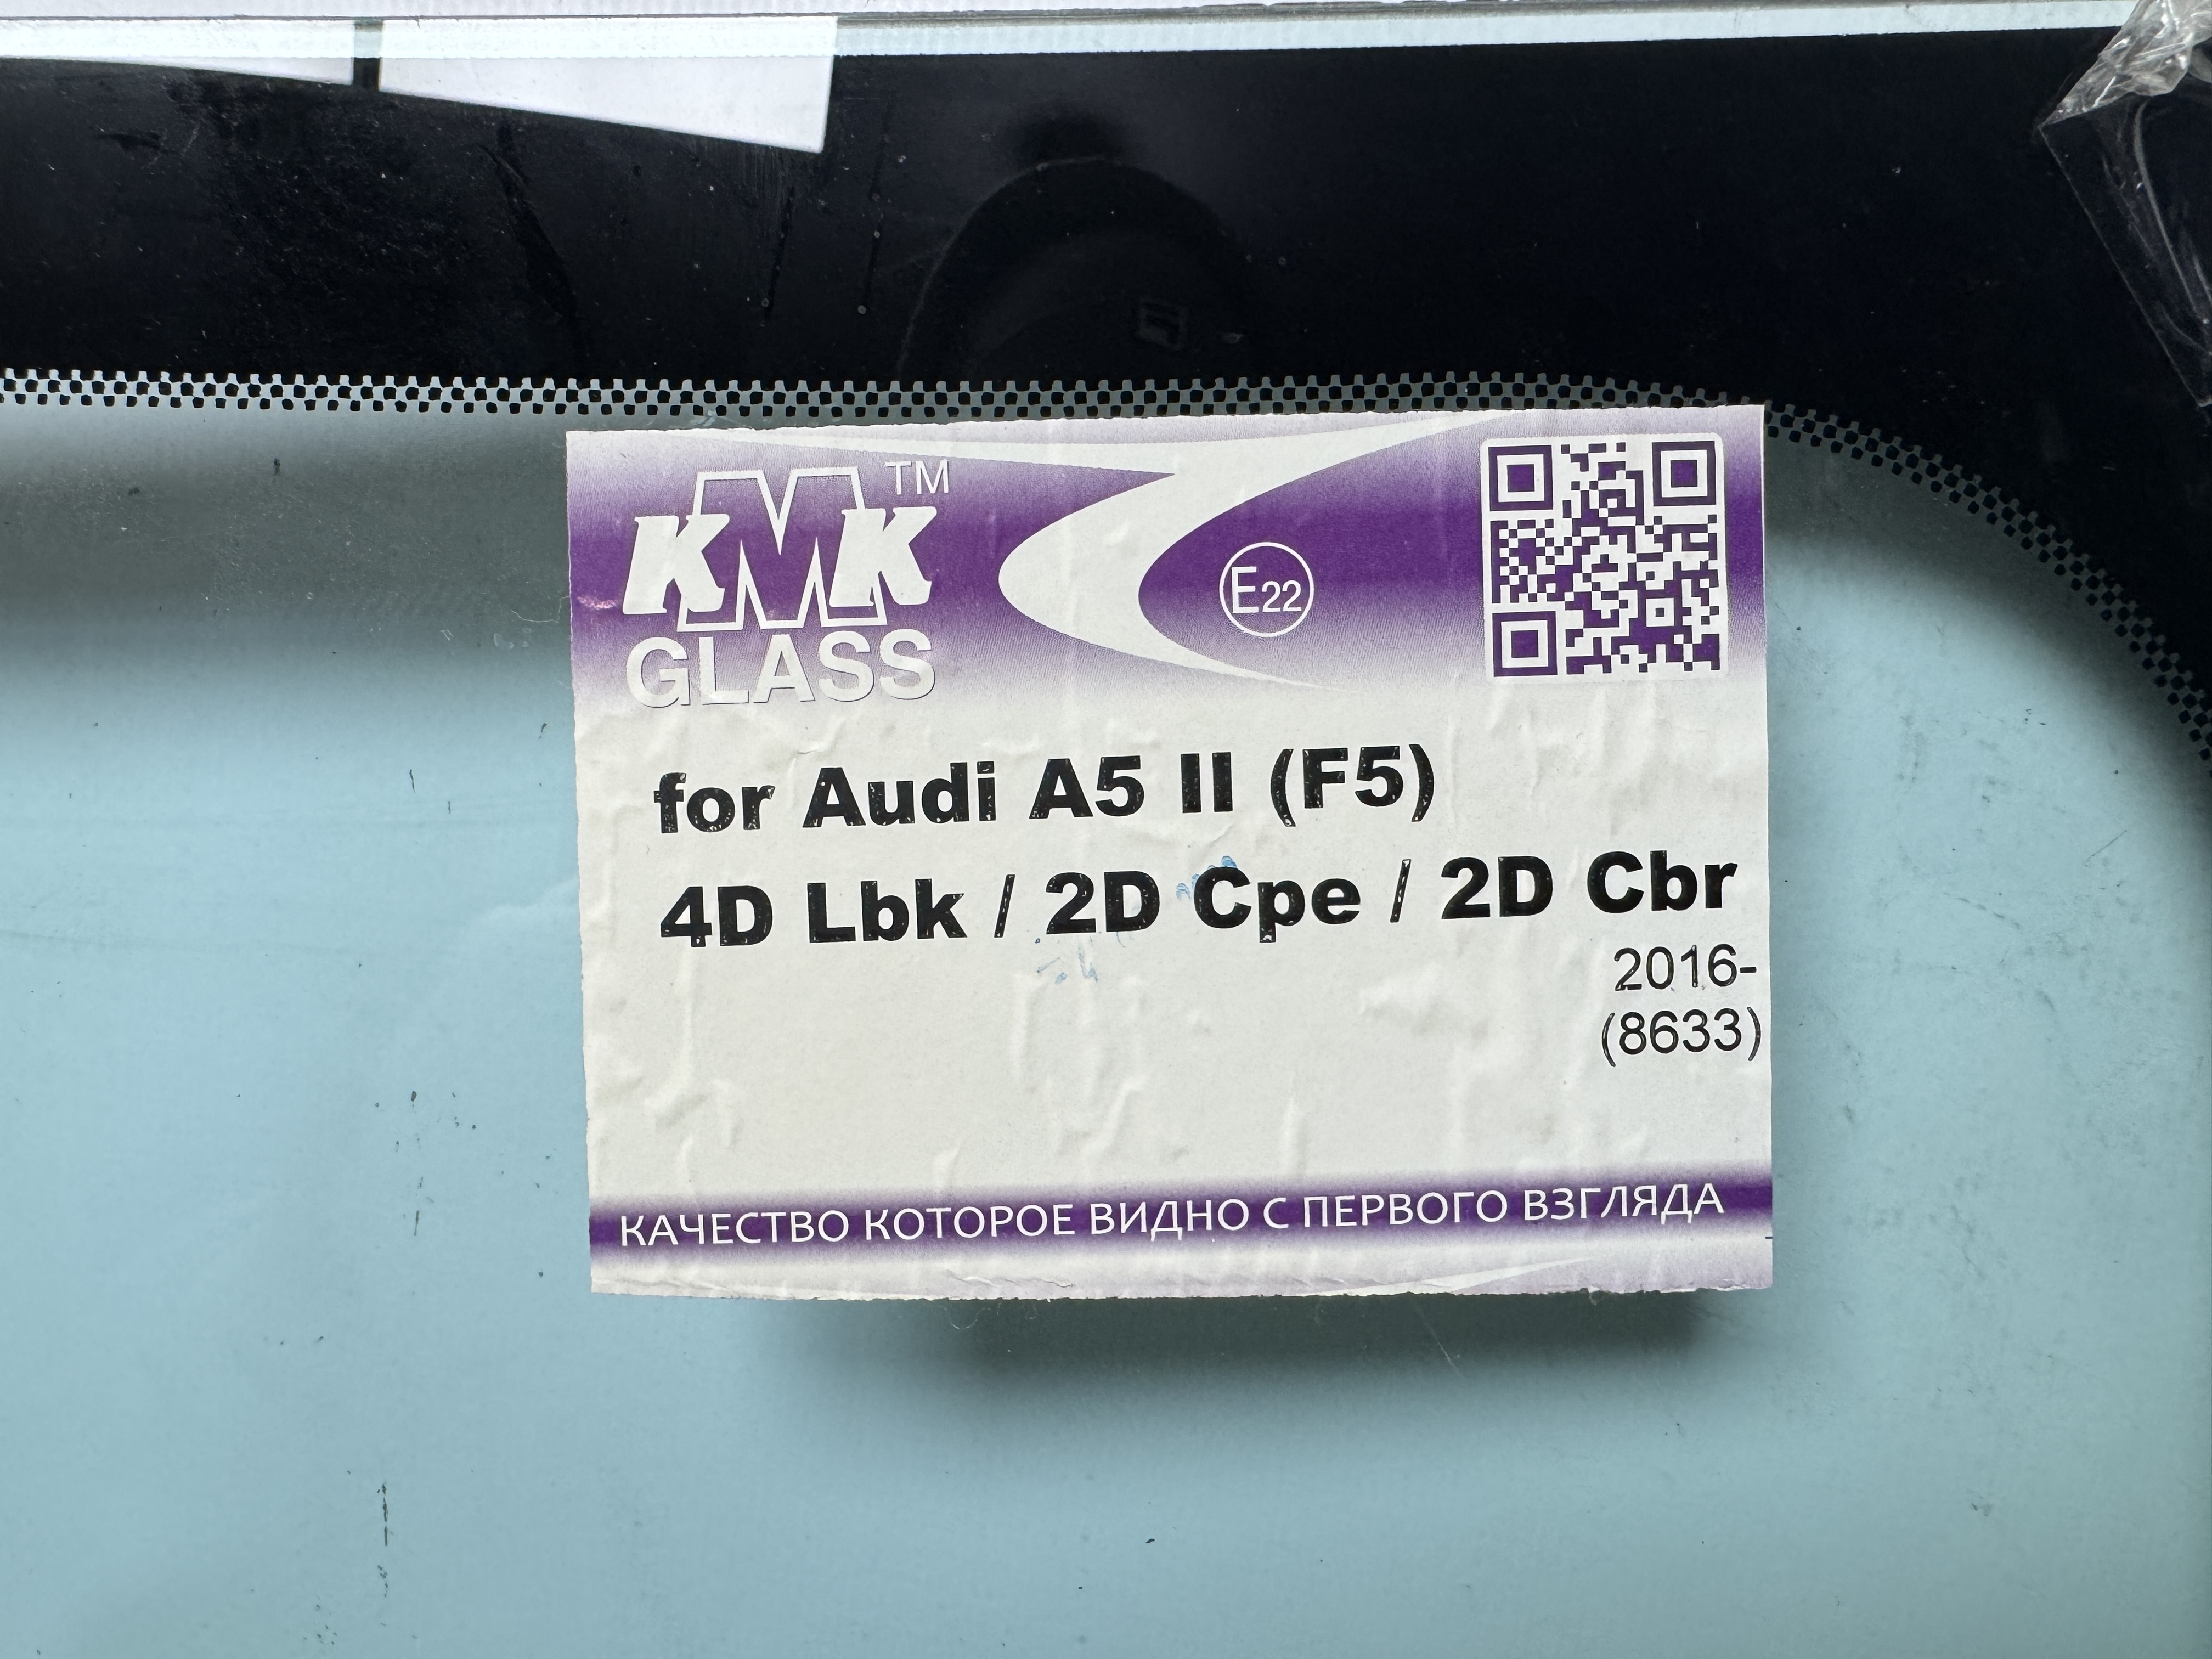 KMK™
GLASS
E22
for Audi A5 II (F5)
4D Lbk / 2D Cpe / 2D Cbr
2016-
(8633)
КАЧЕСТВО КОТОРОЕ ВИДНО С ПЕРВОГО ВЗГЛЯДА